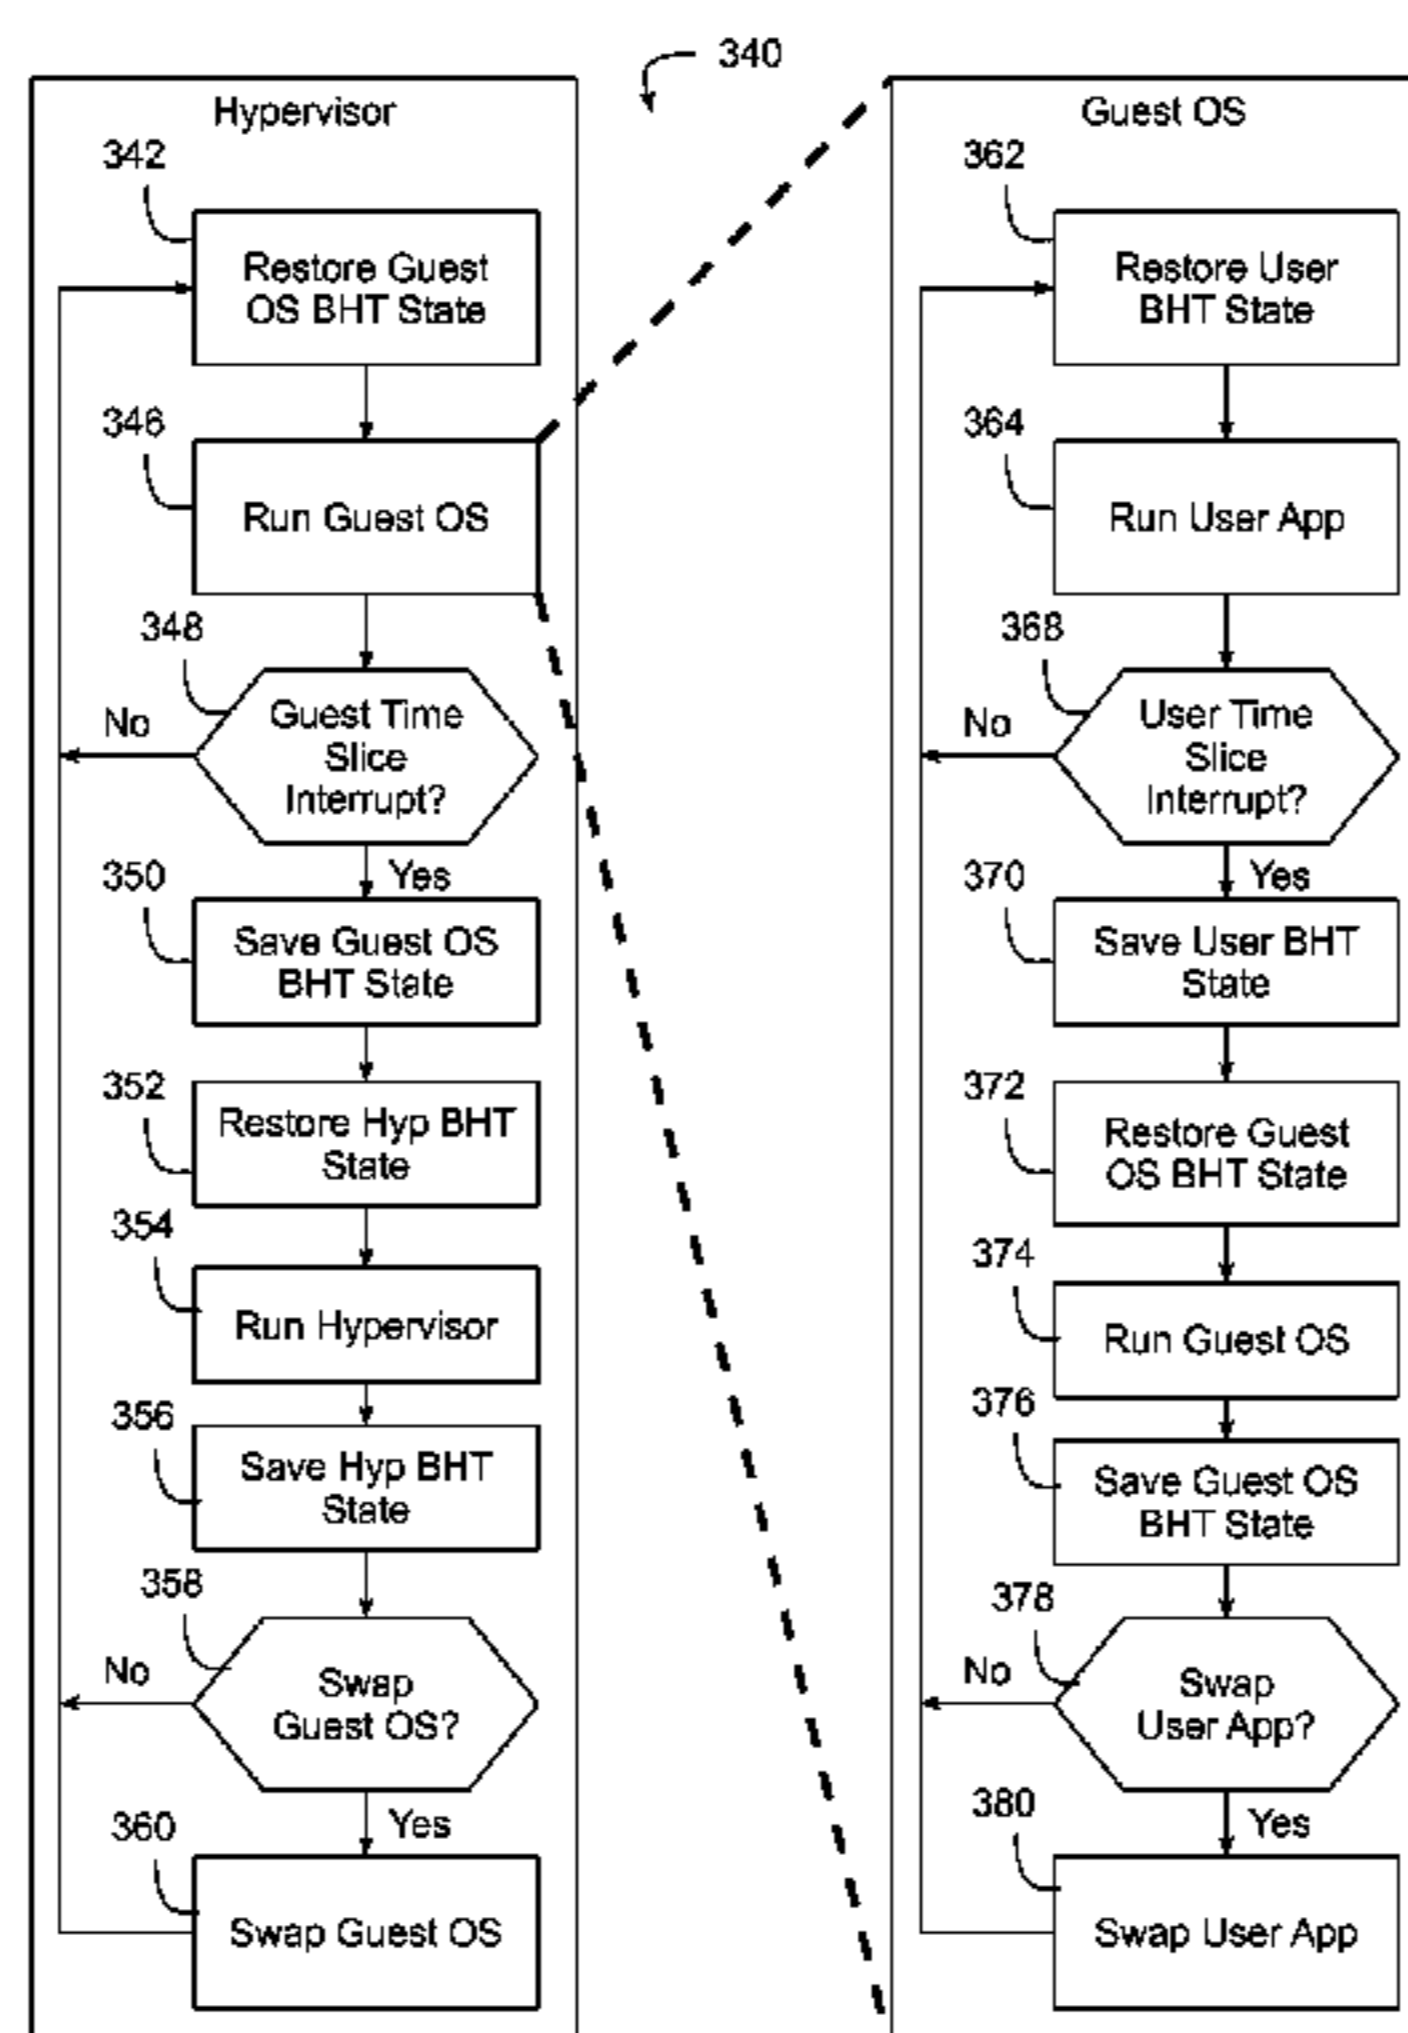 340
Hypervisor
342
Restore Guest
OS BHT State
346
Run Guest OS
348
Guest Time
Slice
Interrupt?
No
Yes
350
Save Guest OS
BHT State
352
Restore Hyp BHT
State
354
Run Hypervisor
356
Save Hyp BHT
State
358
Swap
Guest OS?
No
Yes
360
Swap Guest OS
Guest OS
362
Restore User
BHT State
364
Run User App
368
User Time
Slice
Interrupt?
No
Yes
370
Save User BHT
State
372
Restore Guest
OS BHT State
374
Run Guest OS
376
Save Guest OS
BHT State
378
Swap
User App?
No
Yes
380
Swap User App